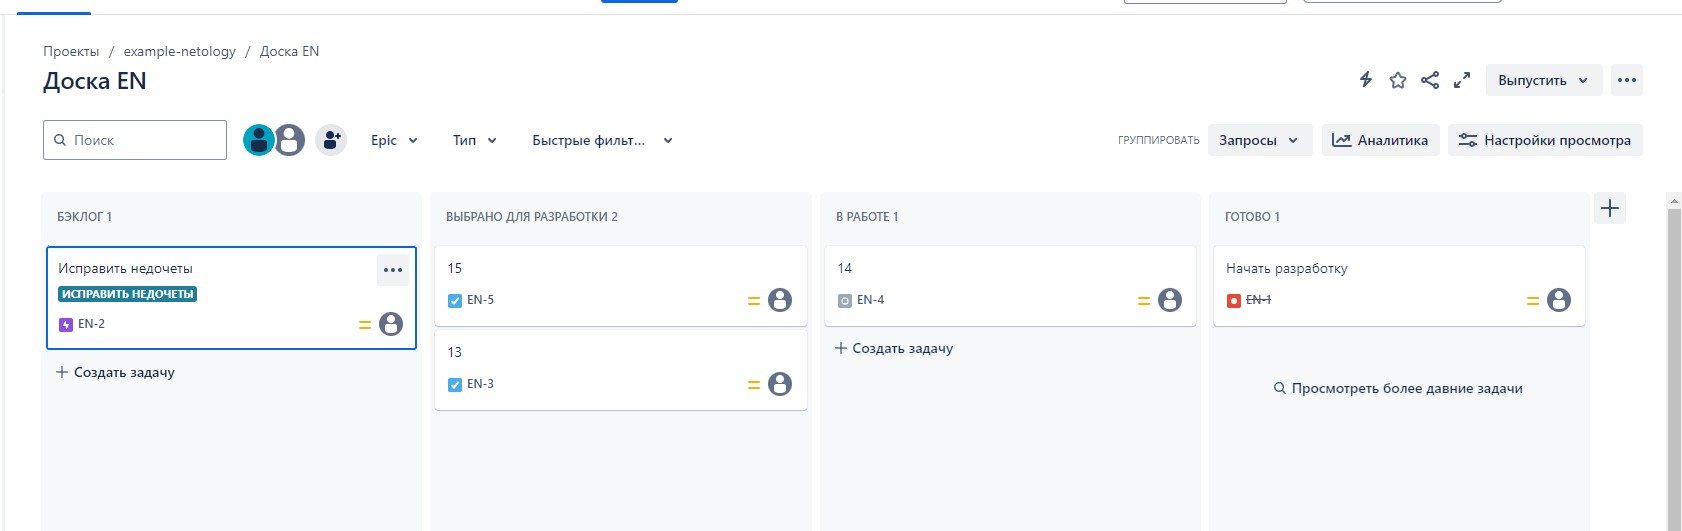 Проекты / example-netology / Доска EN
Доска EN
Выпустить
Поиск
Epic
Тип
Быстрые фильт...
ГРУППИРОВАТЬ
Запросы
Аналитика
Настройки просмотра
БЭКЛОГ 1
Исправить недочеты
ИСПРАВИТЬ НЕДОЧЕТЫ
EN-2
+ Создать задачу
ВЫБРАНО ДЛЯ РАЗРАБОТКИ 2
15
EN-5
13
EN-3
В РАБОТЕ 1
14
EN-4
+ Создать задачу
ГОТОВО 1
Начать разработку
EN-1
Просмотреть более давние задачи